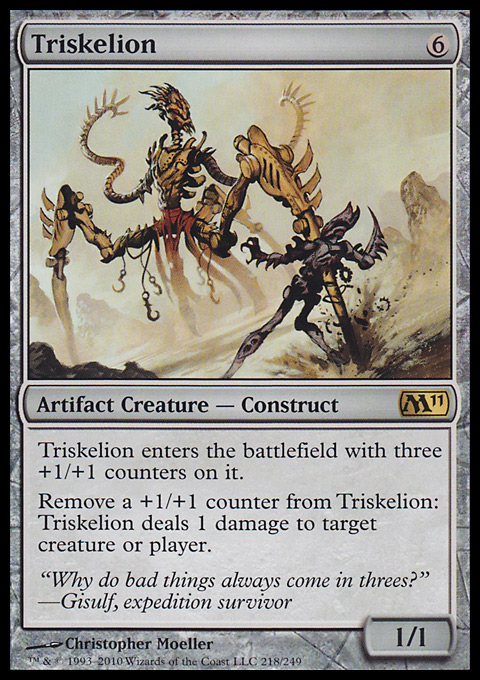 Triskelion 6
Artifact Creature — Construct M11
Triskelion enters the battlefield with three
+1/+1 counters on it.
Remove a +1/+1 counter from Triskelion:
Triskelion deals 1 damage to target
creature or player.
“Why do bad things always come in threes?”
—Gisulf, expedition survivor
Christopher Moeller
™ & © 1993–2010 Wizards of the Coast LLC 218/249
1/1